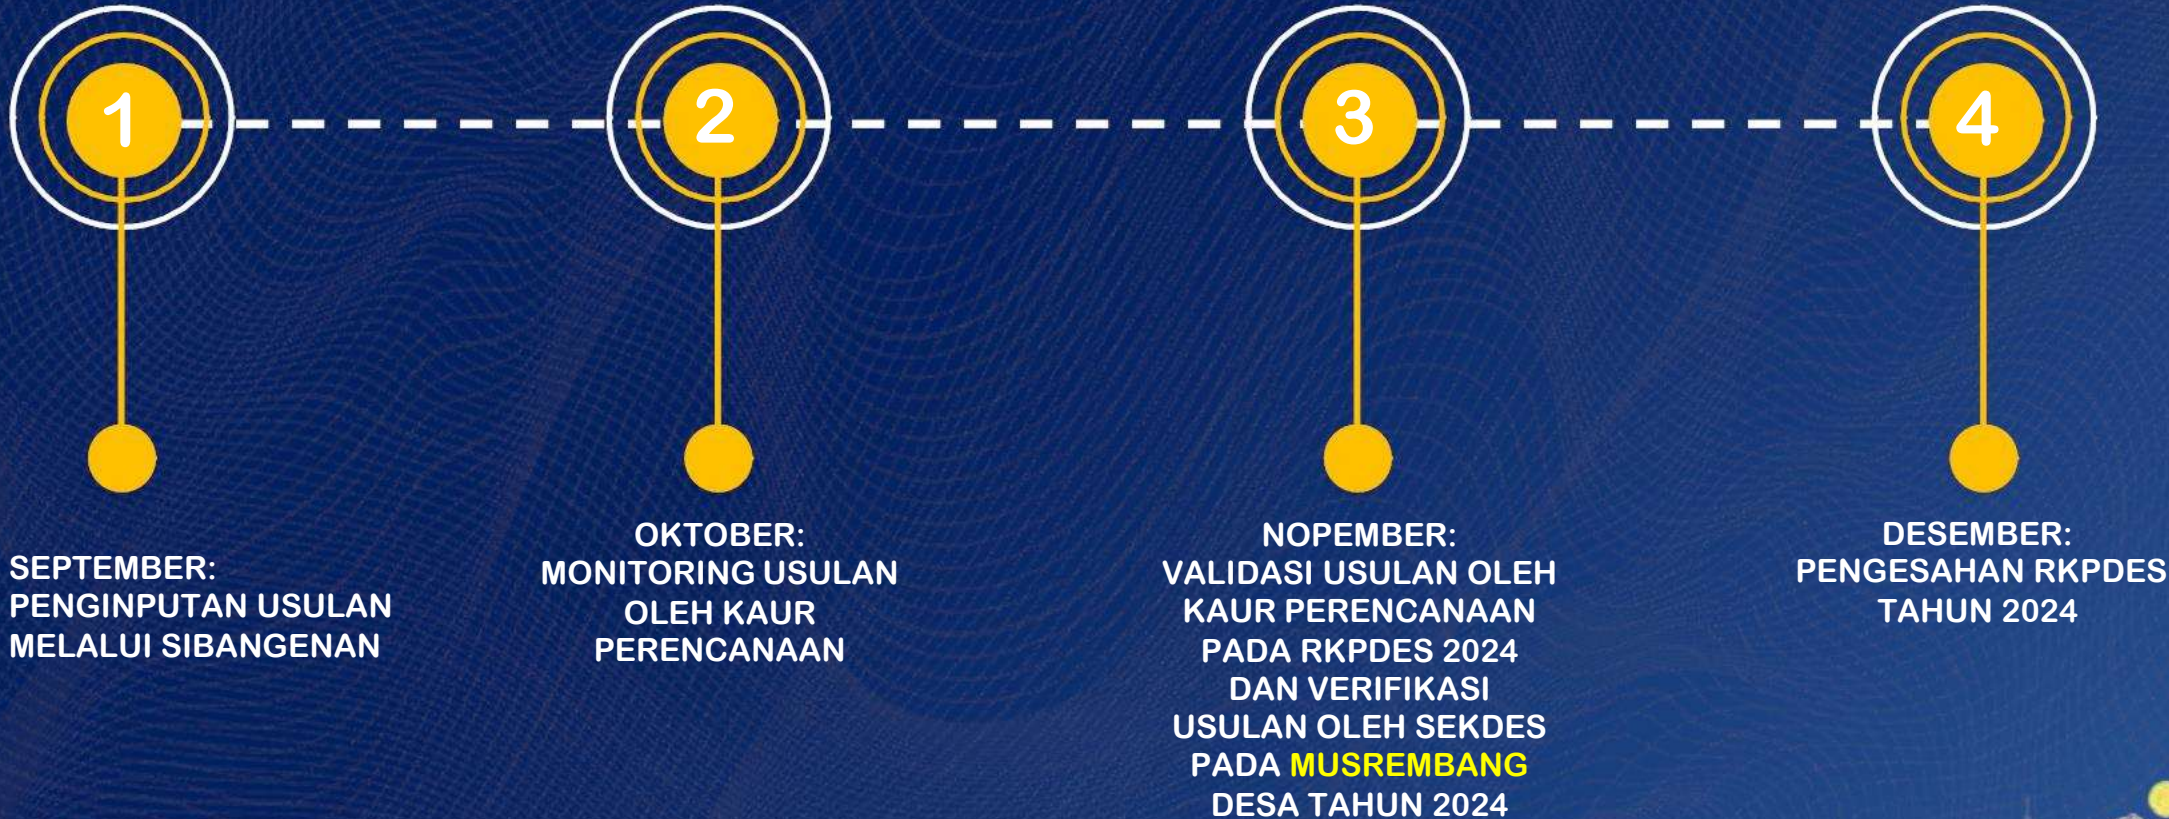 1
2
3
4
SEPTEMBER:
PENGINPUTAN USULAN
MELALUI SIBANGENAN
OKTOBER:
MONITORING USULAN
OLEH KAUR
PERENCANAAN
NOPEMBER:
VALIDASI USULAN OLEH
KAUR PERENCANAAN
PADA RKPDES 2024
DAN VERIFIKASI
USULAN OLEH SEKDES
PADA MUSREMBANG
DESA TAHUN 2024
DESEMBER:
PENGESAHAN RKPDES
TAHUN 2024